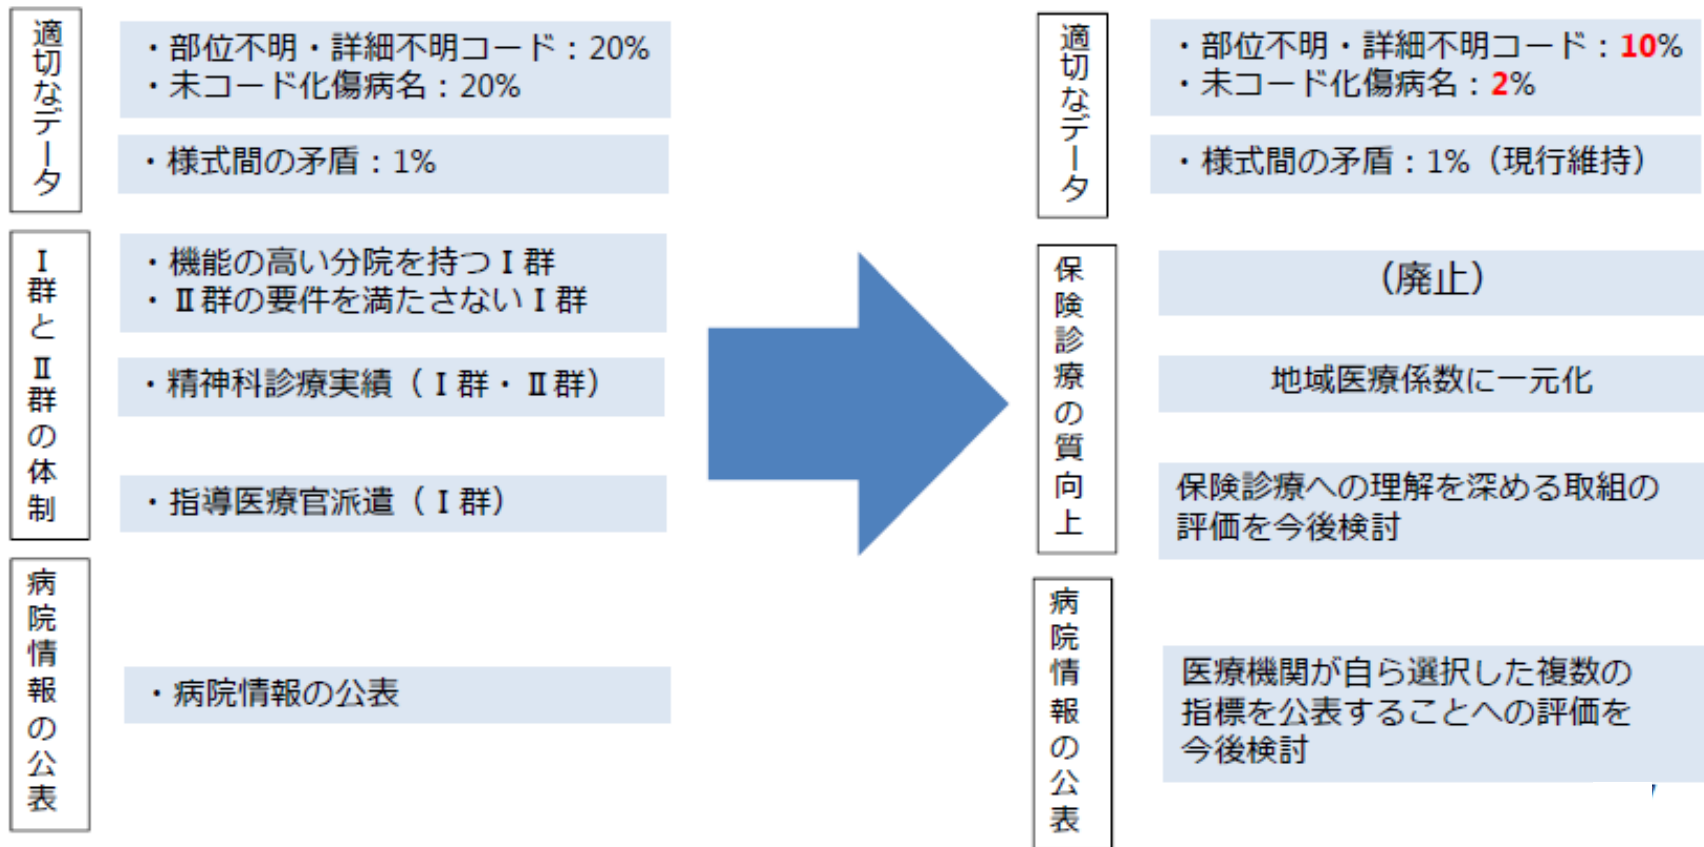 適切なデータ
・部位不明・詳細不明コード：20%
・未コード化傷病名：20%
・様式間の矛盾：1%
Ⅰ群とⅡ群の体制
・機能の高い分院を持つⅠ群
・Ⅱ群の要件を満たさないⅠ群
・精神科診療実績（Ⅰ群・Ⅱ群）
・指導医療官派遣（Ⅰ群）
病院情報の公表
・病院情報の公表
適切なデータ
・部位不明・詳細不明コード：10%
・未コード化傷病名：2%
・様式間の矛盾：1%（現行維持）
保険診療の質向上
（廃止）
地域医療係数に一元化
保険診療への理解を深める取組の
評価を今後検討
病院情報の公表
医療機関が自ら選択した複数の
指標を公表することへの評価を
今後検討